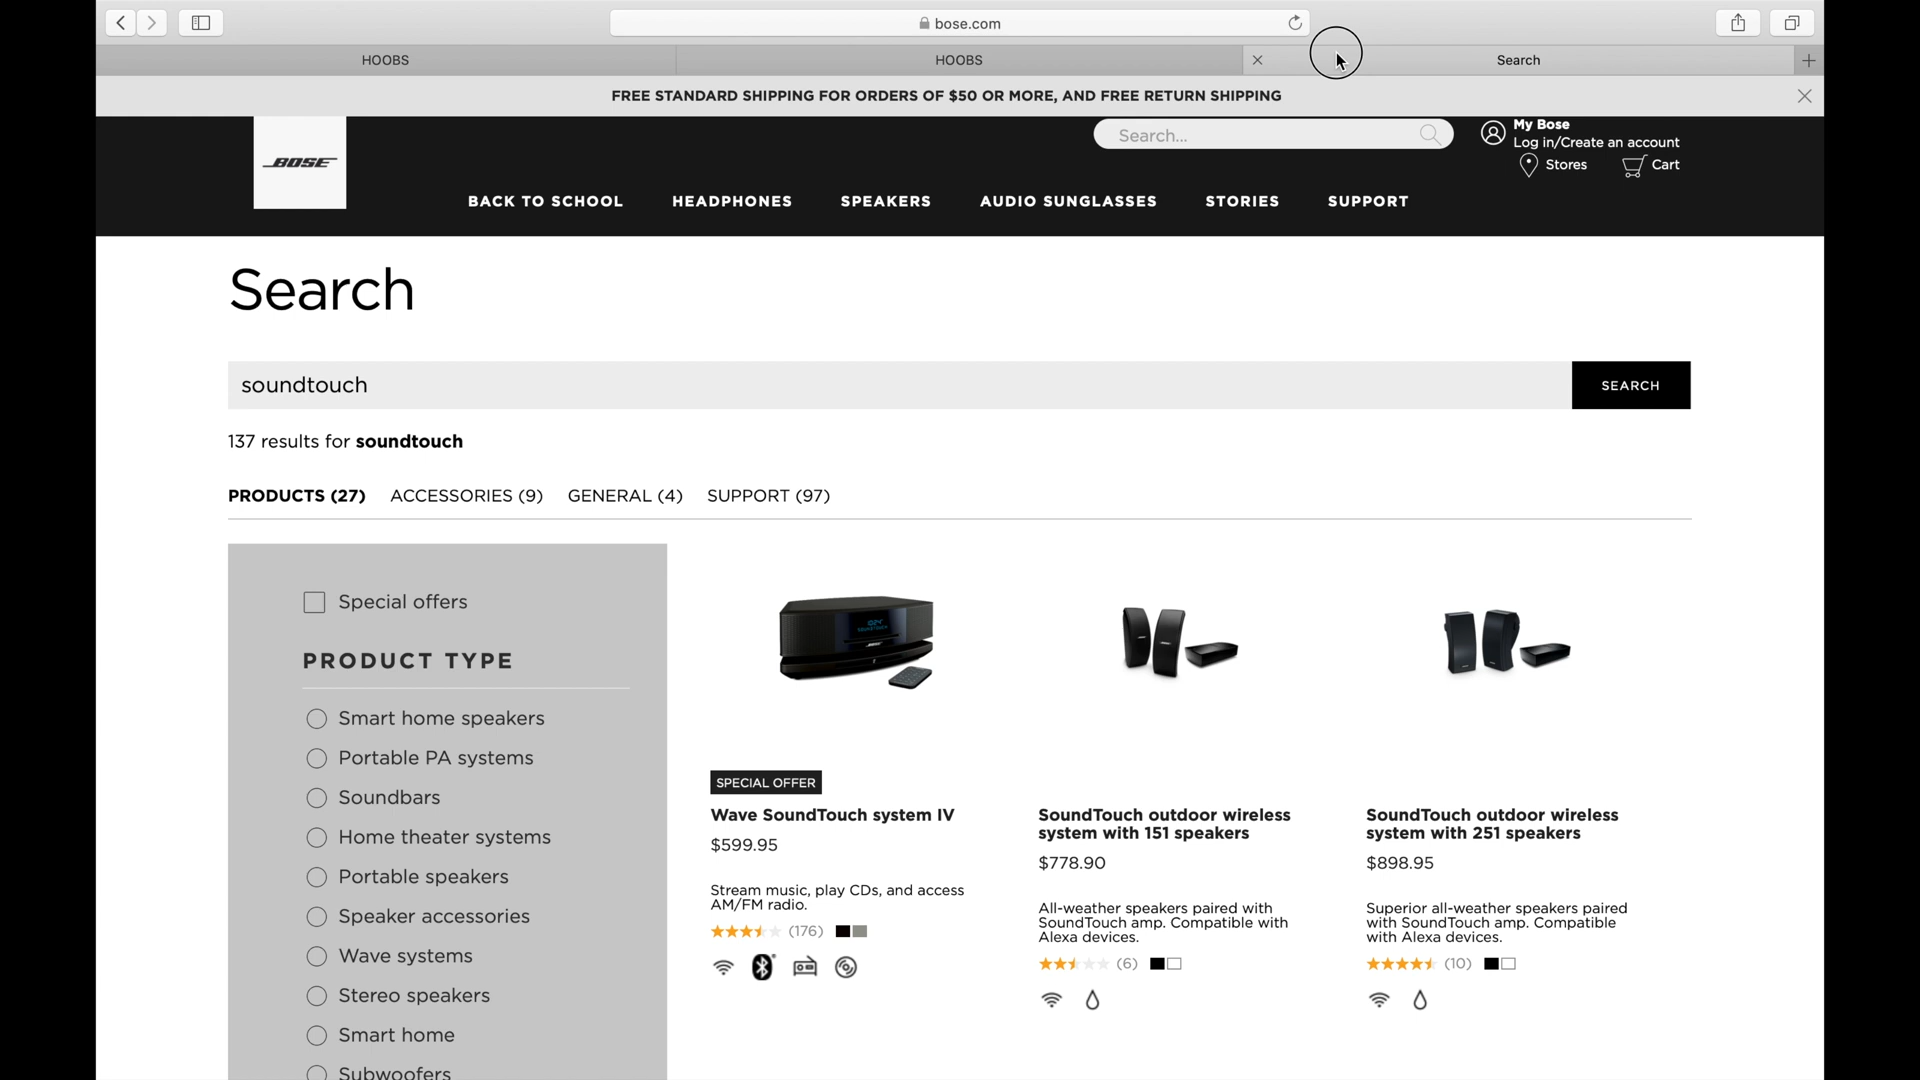 bose.com
HOOBS
HOOBS
Search
FREE STANDARD SHIPPING FOR ORDERS OF $50 OR MORE, AND FREE RETURN SHIPPING
BOSE
Search...
My Bose
Log in/Create an account
Stores
Cart
BACK TO SCHOOL
HEADPHONES
SPEAKERS
AUDIO SUNGLASSES
STORIES
SUPPORT
Search
soundtouch
SEARCH
137 results for soundtouch
PRODUCTS (27)
ACCESSORIES (9)
GENERAL (4)
SUPPORT (97)
Special offers
PRODUCT TYPE
Smart home speakers
Portable PA systems
Soundbars
Home theater systems
Portable speakers
Speaker accessories
Wave systems
Stereo speakers
Smart home
Subwoofers
SPECIAL OFFER
Wave SoundTouch system IV
$599.95
Stream music, play CDs, and access
AM/FM radio.
(176)
SoundTouch outdoor wireless
system with 151 speakers
$778.90
All-weather speakers paired with
SoundTouch amp. Compatible with
Alexa devices.
(6)
SoundTouch outdoor wireless
system with 251 speakers
$898.95
Superior all-weather speakers paired
with SoundTouch amp. Compatible
with Alexa devices.
(10)